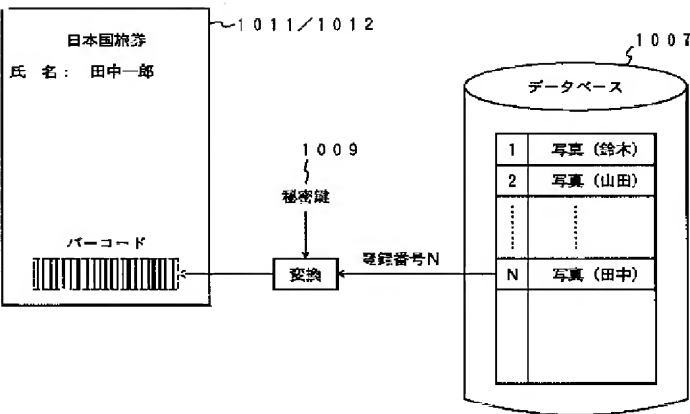 1011/1012
日本国旅券
氏 名: 田中一郎
バーコード
1009
秘密鍵
変換
登録番号N
1007
データベース
1 写真(鈴木)
2 写真(山田)
N 写真(田中)